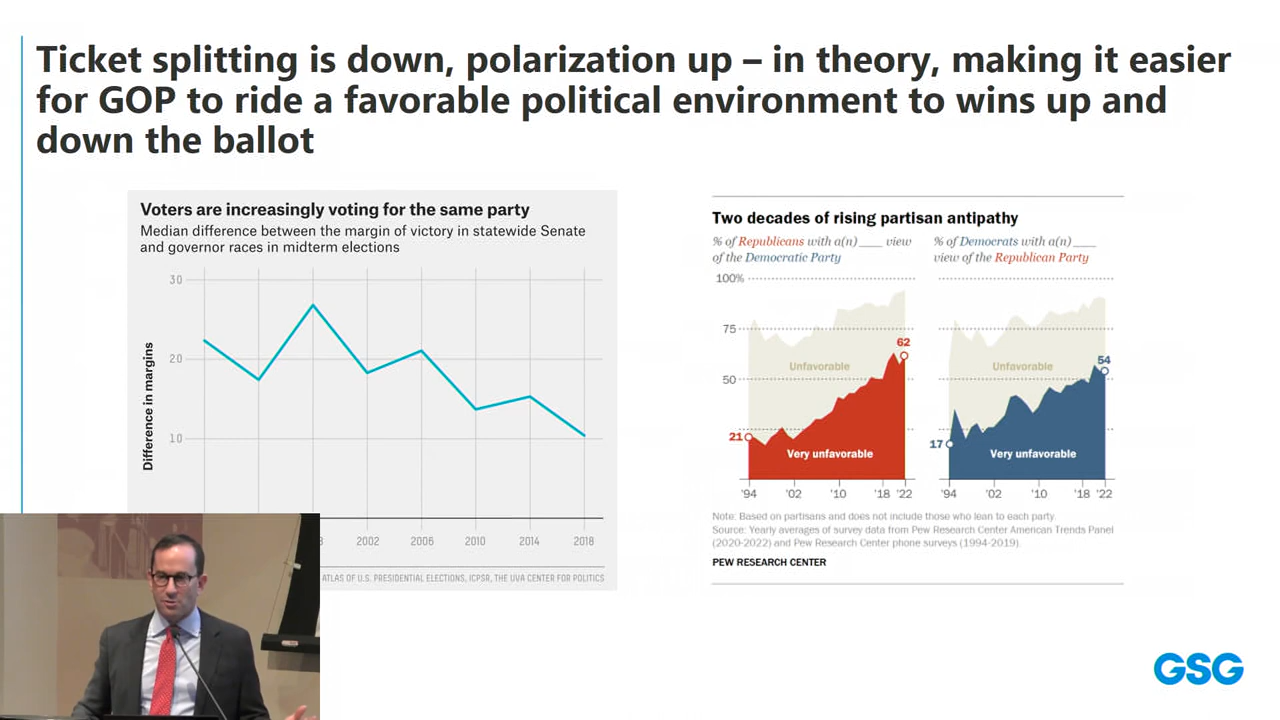 Ticket splitting is down, polarization up – in theory, making it easier
for GOP to ride a favorable political environment to wins up and
down the ballot
Voters are increasingly voting for the same party
Median difference between the margin of victory in statewide Senate
and governor races in midterm elections
Difference in margins
30
20
10
2002 2006 2010 2014 2018
ATLAS OF U.S. PRESIDENTIAL ELECTIONS, ICPSR, THE UVA CENTER FOR POLITICS
Two decades of rising partisan antipathy
% of Republicans with a(n) ____ view
of the Democratic Party
% of Democrats with a(n) ____
view of the Republican Party
100%
75
50
21
62
Unfavorable
Very unfavorable
'94 '02 '10 '18 '22
17
54
Unfavorable
Very unfavorable
'94 '02 '10 '18 '22
Note: Based on partisans and does not include those who lean to each party.
Source: Yearly averages of survey data from Pew Research Center American Trends Panel
(2020-2022) and Pew Research Center phone surveys (1994-2019).
PEW RESEARCH CENTER
GSG